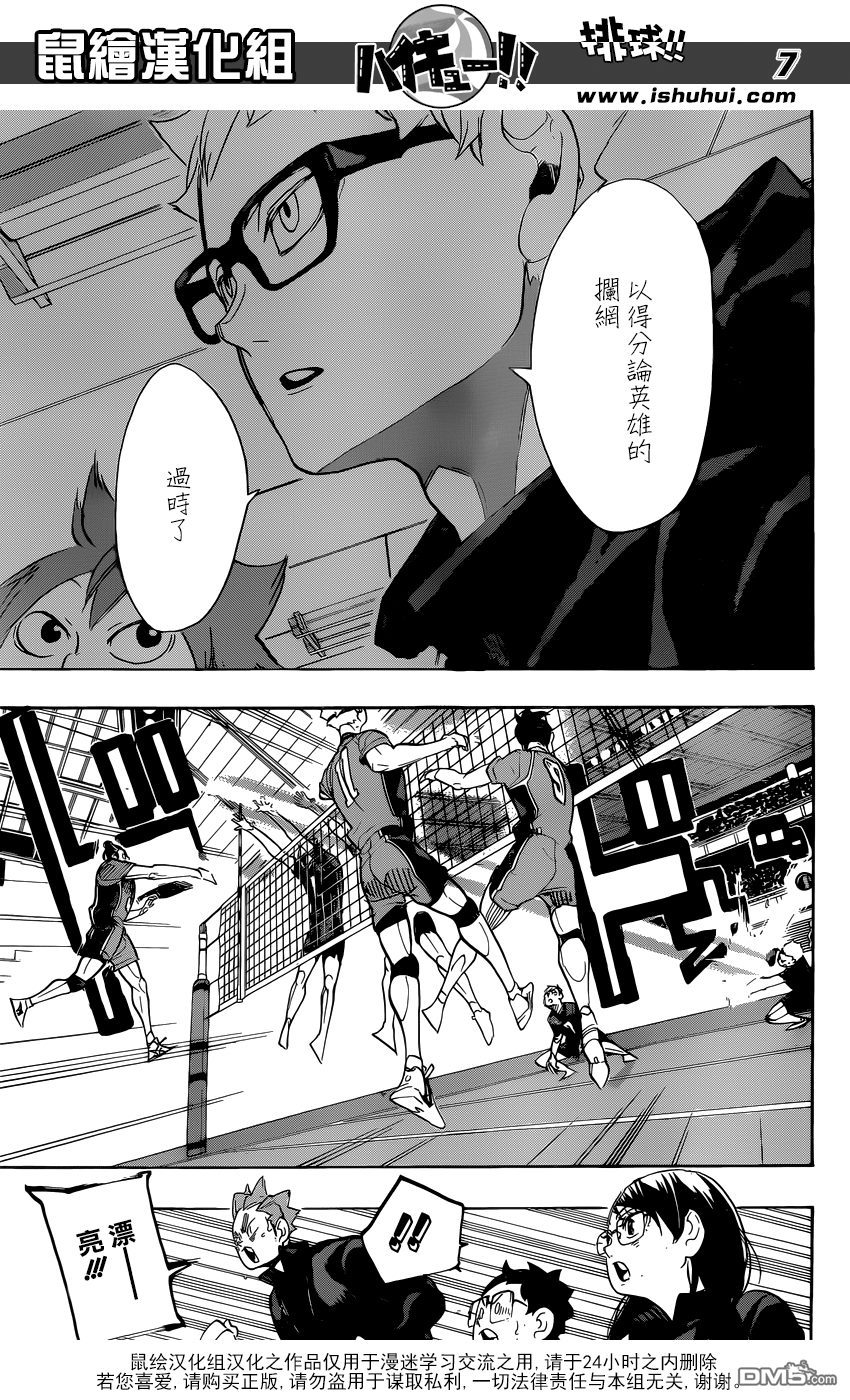 鼠繪漢化組
ハイキュー!!
排球!!
7
www.ishuhui.com
以得分論英雄的
攔網
過時了
11
9
!!
漂
亮
!!!
鼠绘汉化组汉化之作品仅用于漫迷学习交流之用, 请于24小时之内删除
若您喜爱, 请购买正版, 请勿盗用于谋取私利, 一切法律责任与本组无关, 谢谢.
DM5.com